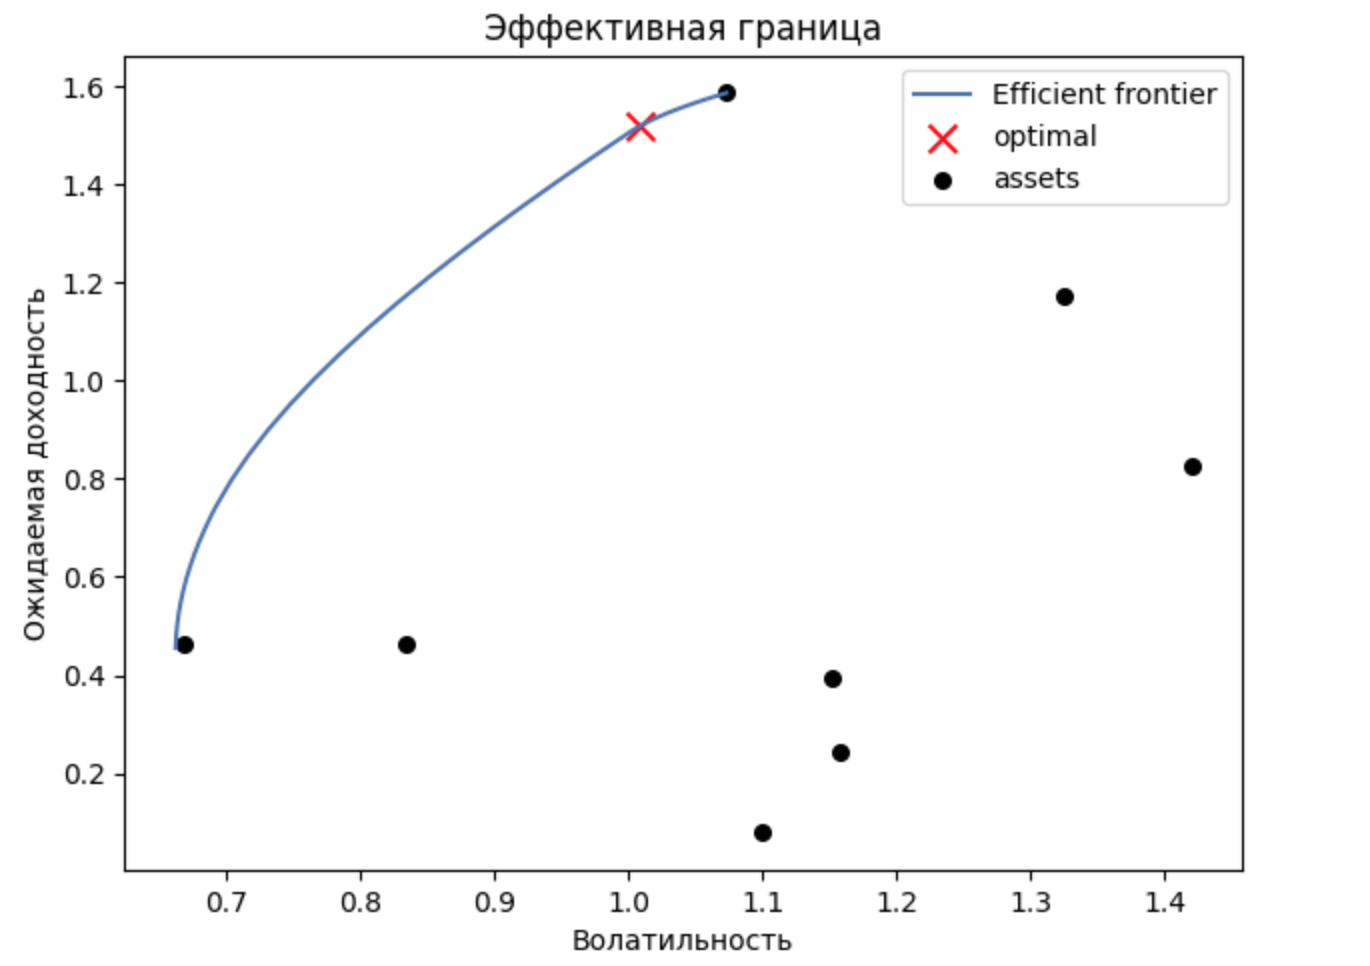 Эффективная граница
Efficient frontier
optimal
assets
Ожидаемая доходность
1.6
1.4
1.2
1.0
0.8
0.6
0.4
0.2
0.7 0.8 0.9 1.0 1.1 1.2 1.3 1.4
Волатильность